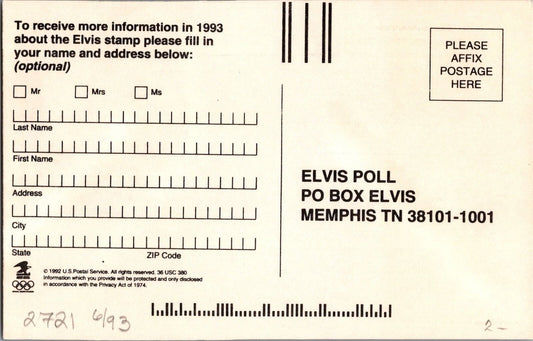 To receive more information in 1993
about the Elvis stamp please fill in
your name and address below:
(optional)
Mr Mrs Ms
Last Name
First Name
Address
City
State ZIP Code
© 1992 U.S. Postal Service. All rights reserved. 36 USC 380
Information which you provide will be protected and only disclosed
in accordance with the Privacy Act of 1974.
2721 6/93
PLEASE
AFFIX
POSTAGE
HERE
ELVIS POLL
PO BOX ELVIS
MEMPHIS TN 38101-1001
2-